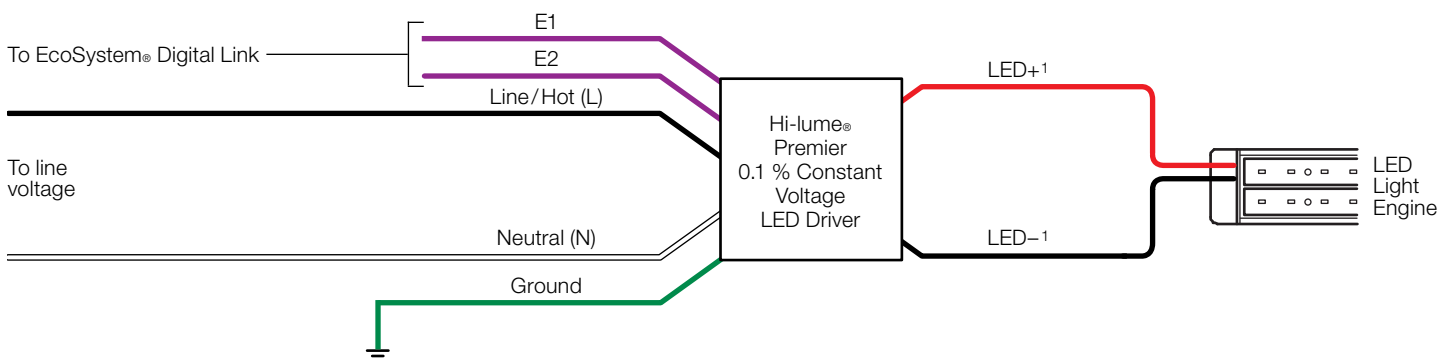 E1
To EcoSystem® Digital Link
E2
Line/Hot (L)
To line
voltage
Neutral (N)
Ground
Hi-lume®
Premier
0.1 % Constant
Voltage
LED Driver
LED+1
LED−1
LED
Light
Engine